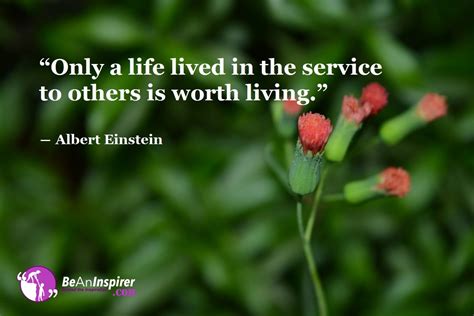 “Only a life lived in the service
to others is worth living.”
— Albert Einstein
BeAnInspirer
.com